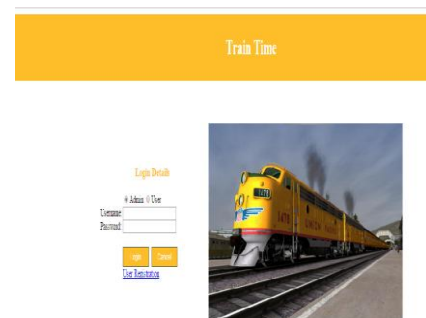 Train Time
Login Details
Admin User
Username
Password
Login Cancel
User Registration